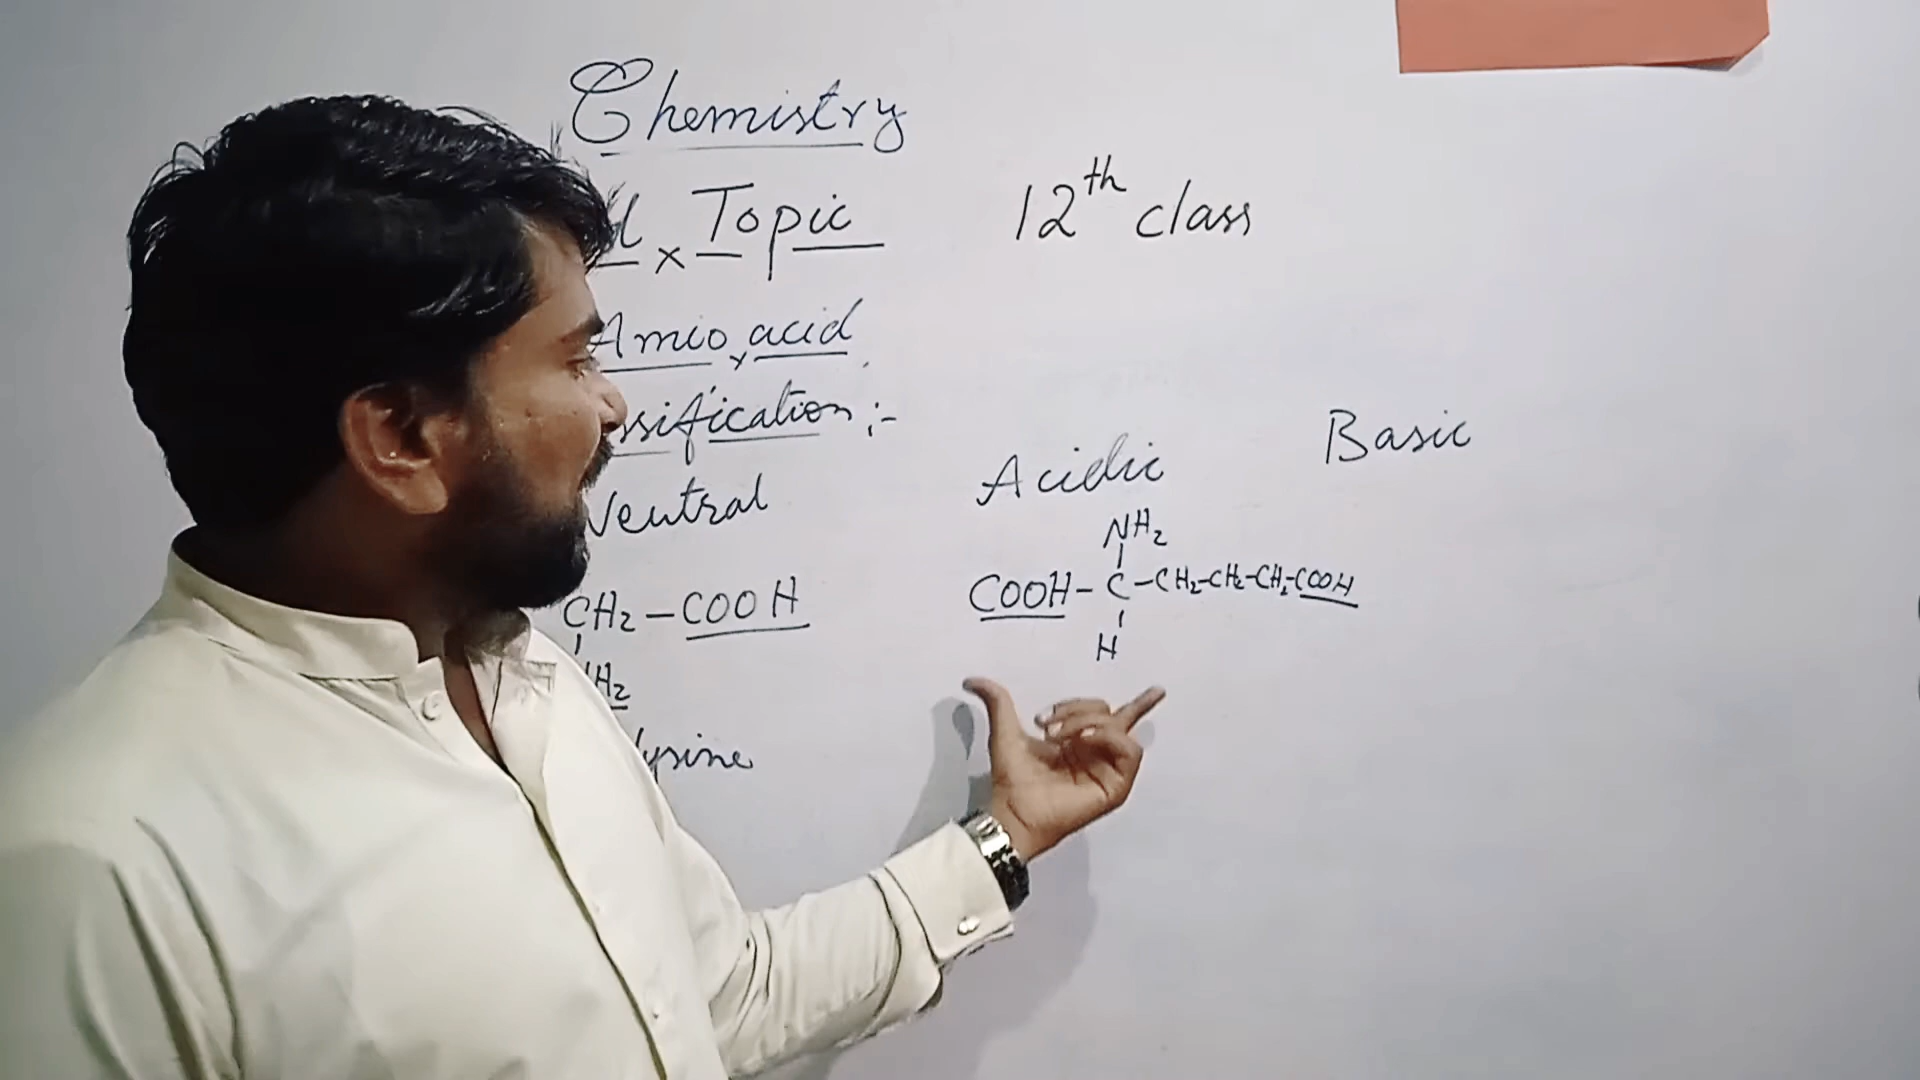 Chemistry
Topic
12th class
Amio acid
Neutral
Acidic
Basic
NH2
CH2-COOH
COOH-C-CH2-CH2-CH2-COOH
H
H2
lysine